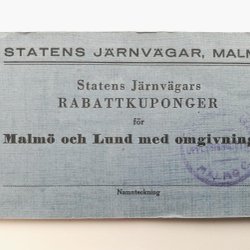 STATENS JÄRNVÄGAR, MALM
Statens Järnvägars
RABATTKUPONGER
för
Malmö och Lund med omgivning
Namnteckning